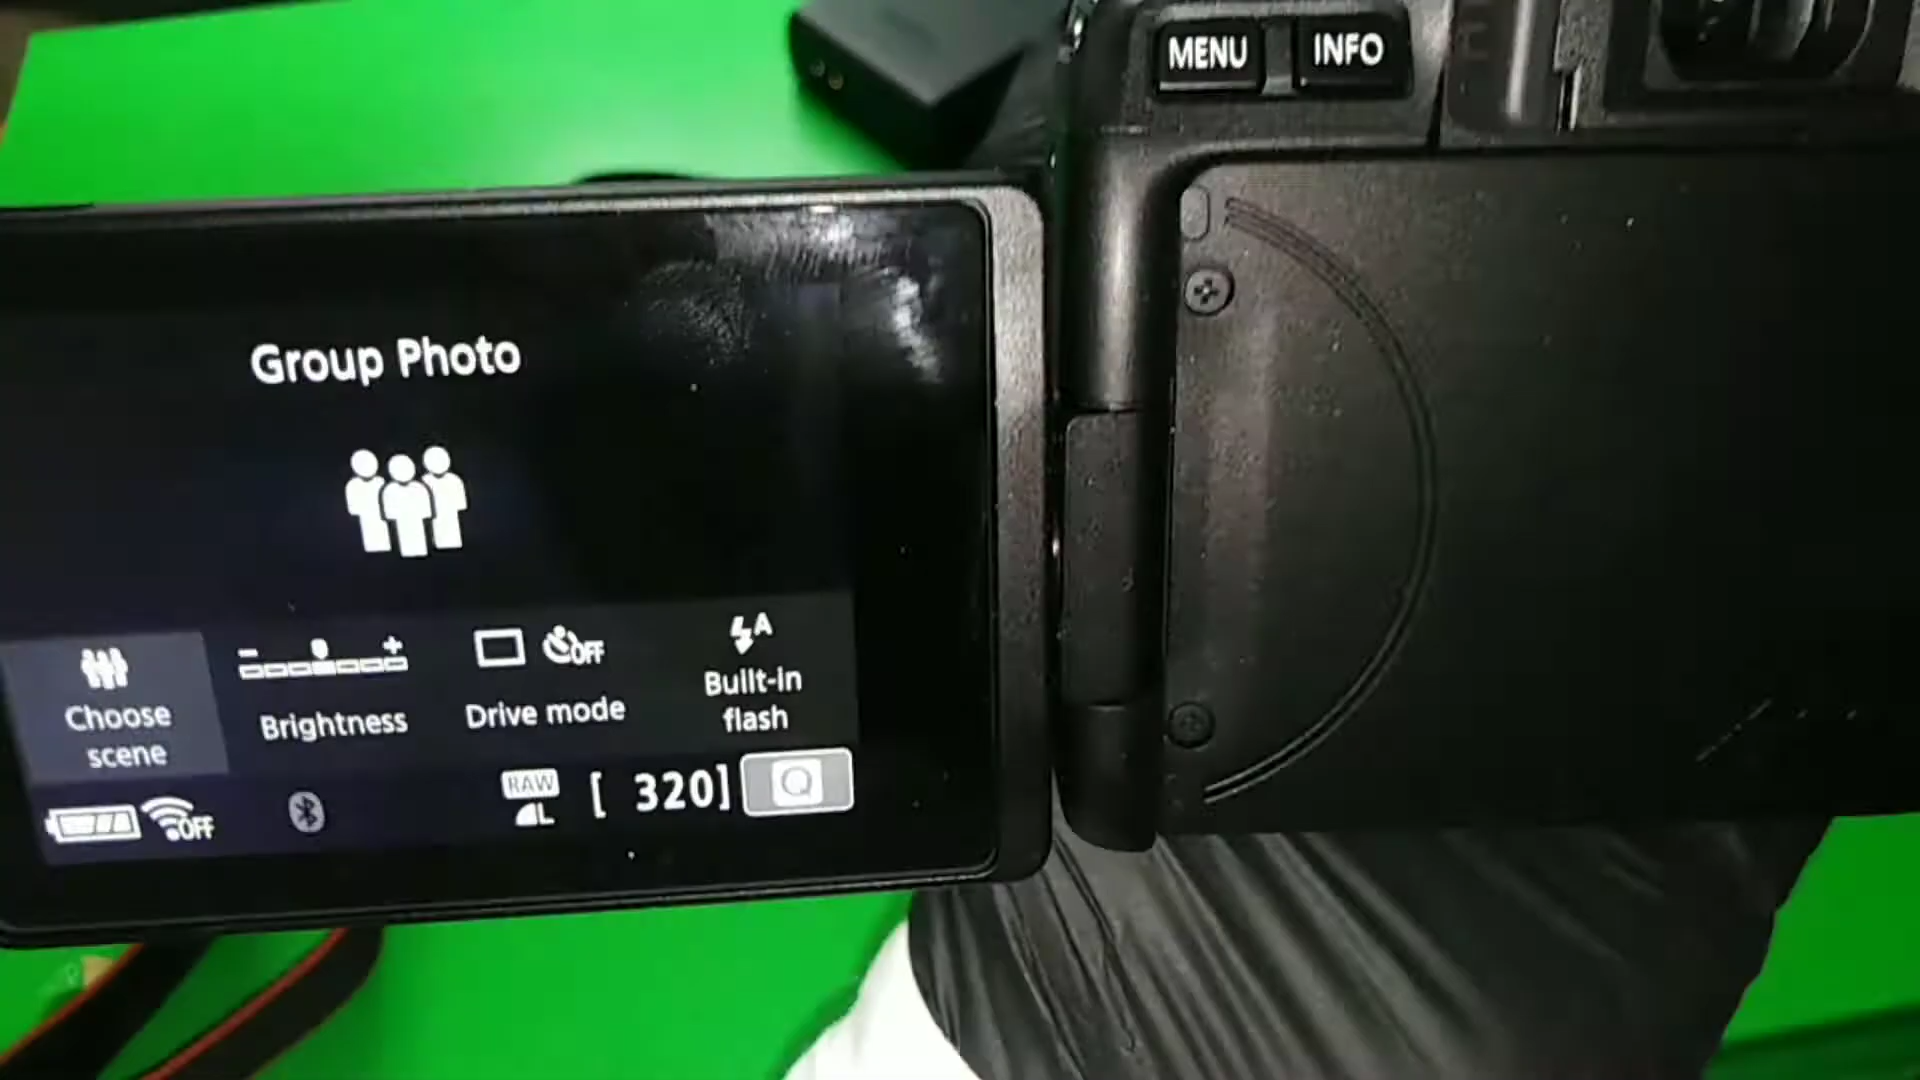 MENU INFO
Group Photo
- +
OFF
A
Choose
scene
Brightness
Drive mode
Built-in
flash
OFF
RAW
L
[ 320]
Q